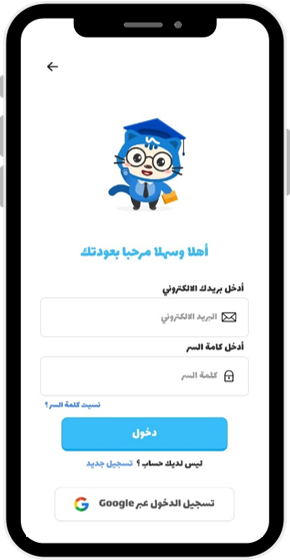 أهلا وسهلا مرحبا بعودتك
أدخل بريدك الالكتروني
البريد الالكتروني
أدخل كلمة السر
كلمة السر
نسيت كلمة السر ؟
دخول
ليس لديك حساب ؟ تسجيل جديد
تسجيل الدخول عبر Google